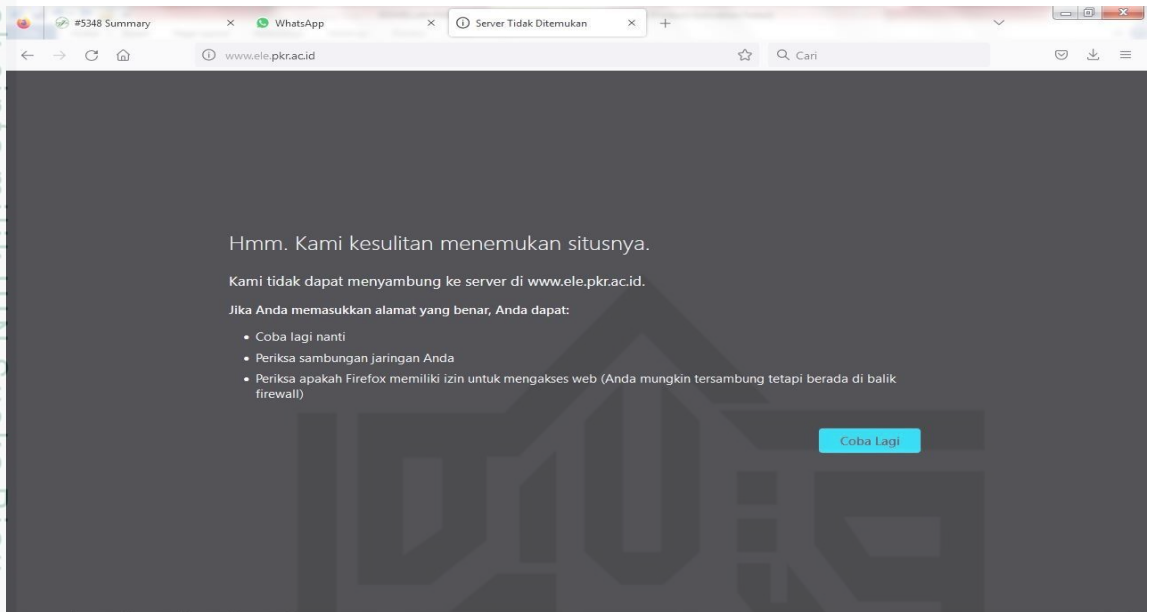 #5348 Summary
WhatsApp
Server Tidak Ditemukan
www.ele.pkr.ac.id
Cari
Hmm. Kami kesulitan menemukan situsnya.
Kami tidak dapat menyambung ke server di www.ele.pkr.ac.id.
Jika Anda memasukkan alamat yang benar, Anda dapat:
Coba lagi nanti
Periksa sambungan jaringan Anda
Periksa apakah Firefox memiliki izin untuk mengakses web (Anda mungkin tersambung tetapi berada di balik
firewall)
Coba Lagi